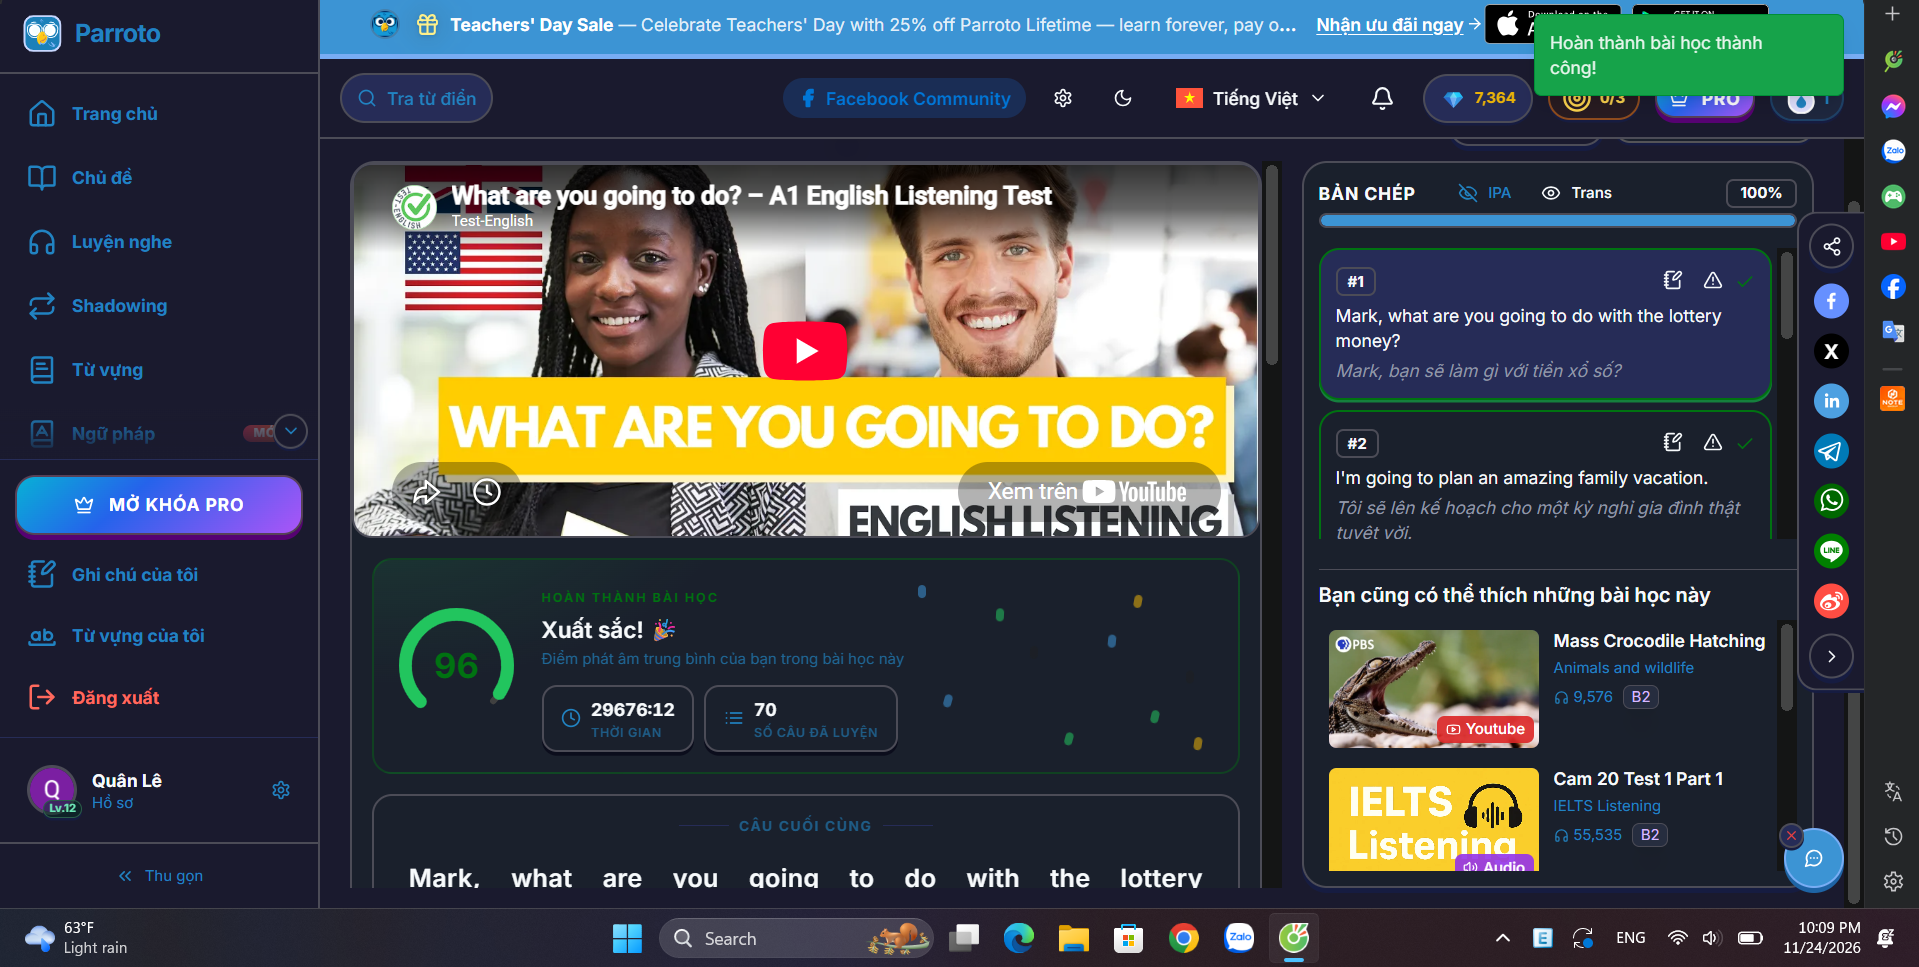 Parroto
Trang chủ
Chủ đề
Luyện nghe
Shadowing
Từ vựng
Ngữ pháp
MỞ KHÓA PRO
Ghi chú của tôi
Từ vựng của tôi
Đăng xuất
Q
Lv.12
Quân Lê
Hồ sơ
Thu gọn
Teachers' Day Sale — Celebrate Teachers' Day with 25% off Parroto Lifetime — learn forever, pay o... Nhận ưu đãi ngay
Hoàn thành bài học thành
công!
Tra từ điển
Facebook Community
Tiếng Việt
7,364
0/3
PRO
1
What are you going to do? – A1 English Listening Test
Test-English
WHAT ARE YOU GOING TO DO?
Xem trên YouTube
ENGLISH LISTENING
HOÀN THÀNH BÀI HỌC
Xuất sắc!
96
Điểm phát âm trung bình của bạn trong bài học này
29676:12
THỜI GIAN
70
SỐ CÂU ĐÃ LUYỆN
CÂU CUỐI CÙNG
Mark, what are you going to do with the lottery
BẢN CHÉP
IPA
Trans
100%
#1
Mark, what are you going to do with the lottery
money?
Mark, bạn sẽ làm gì với tiền xổ số?
#2
I'm going to plan an amazing family vacation.
Tôi sẽ lên kế hoạch cho một kỳ nghỉ gia đình thật
tuyệt vời.
Bạn cũng có thể thích những bài học này
PBS
Youtube
Mass Crocodile Hatching
Animals and wildlife
9,576
B2
IELTS
Listening
Audio
Cam 20 Test 1 Part 1
IELTS Listening
55,535
B2
X
in
LINE
Zalo
NOTE
63°F
Light rain
Search
Zalo
E
ENG
10:09 PM
11/24/2026